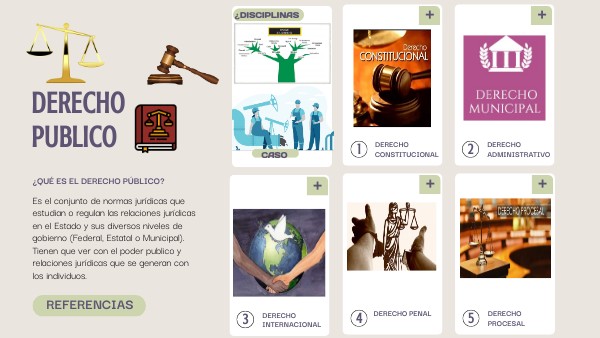 DERECHO
PUBLICO
¿QUÉ ES EL DERECHO PÚBLICO?
Es el conjunto de normas jurídicas que
estudian o regulan las relaciones jurídicas
en el Estado y sus diversos niveles de
gobierno (Federal, Estatal o Municipal).
Tienen que ver con el poder publico y
relaciones jurídicas que se generan con
los individuos.
REFERENCIAS
¿DISCIPLINAS
CASO
+
Derecho
CONSTITUCIONAL
1 DERECHO
CONSTITUCIONAL
+
DERECHO
MUNICIPAL
2 DERECHO
ADMINISTRATIVO
+
3 DERECHO
INTERNACIONAL
+
4 DERECHO PENAL
+
DERECHO PROCESAL
5 DERECHO
PROCESAL